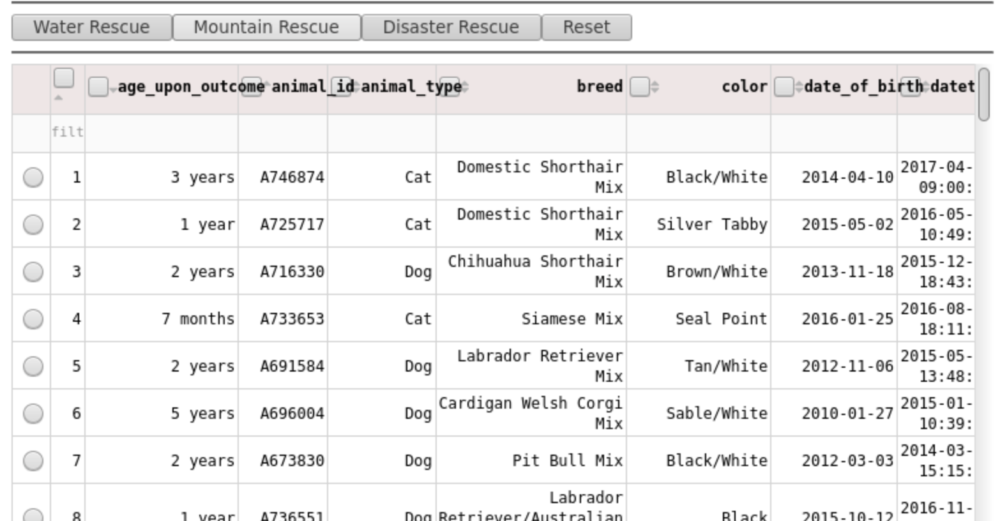 Water Rescue Mountain Rescue Disaster Rescue Reset
age_upon_outcome animal_id animal_type breed color date_of_birth datet
filt
1 3 years A746874 Cat Domestic Shorthair Mix Black/White 2014-04-10 2017-04- 09:00:
2 1 year A725717 Cat Domestic Shorthair Mix Silver Tabby 2015-05-02 2016-05- 10:49:
3 2 years A716330 Dog Chihuahua Shorthair Mix Brown/White 2013-11-18 2015-12- 18:43:
4 7 months A733653 Cat Siamese Mix Seal Point 2016-01-25 2016-08- 18:11:
5 2 years A691584 Dog Labrador Retriever Mix Tan/White 2012-11-06 2015-05- 13:48:
6 5 years A696004 Dog Cardigan Welsh Corgi Mix Sable/White 2010-01-27 2015-01- 10:39:
7 2 years A673830 Dog Pit Bull Mix Black/White 2012-03-03 2014-03- 15:15:
8 1 year A736551 Dog Labrador Retriever/Australian Black 2015-10-12 2016-11-